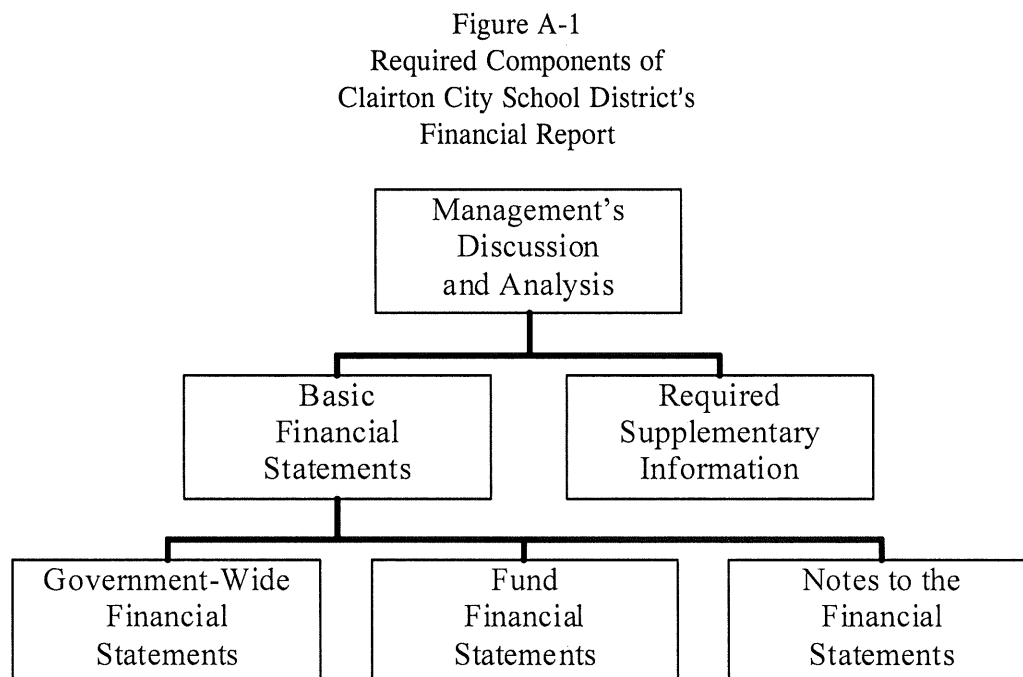 Figure A-1
Required Components of
Clairton City School District's
Financial Report
Management’s
Discussion
and Analysis
Basic
Financial
Statements
Required
Supplementary
Information
Government-Wide
Financial
Statements
Fund
Financial
Statements
Notes to the
Financial
Statements